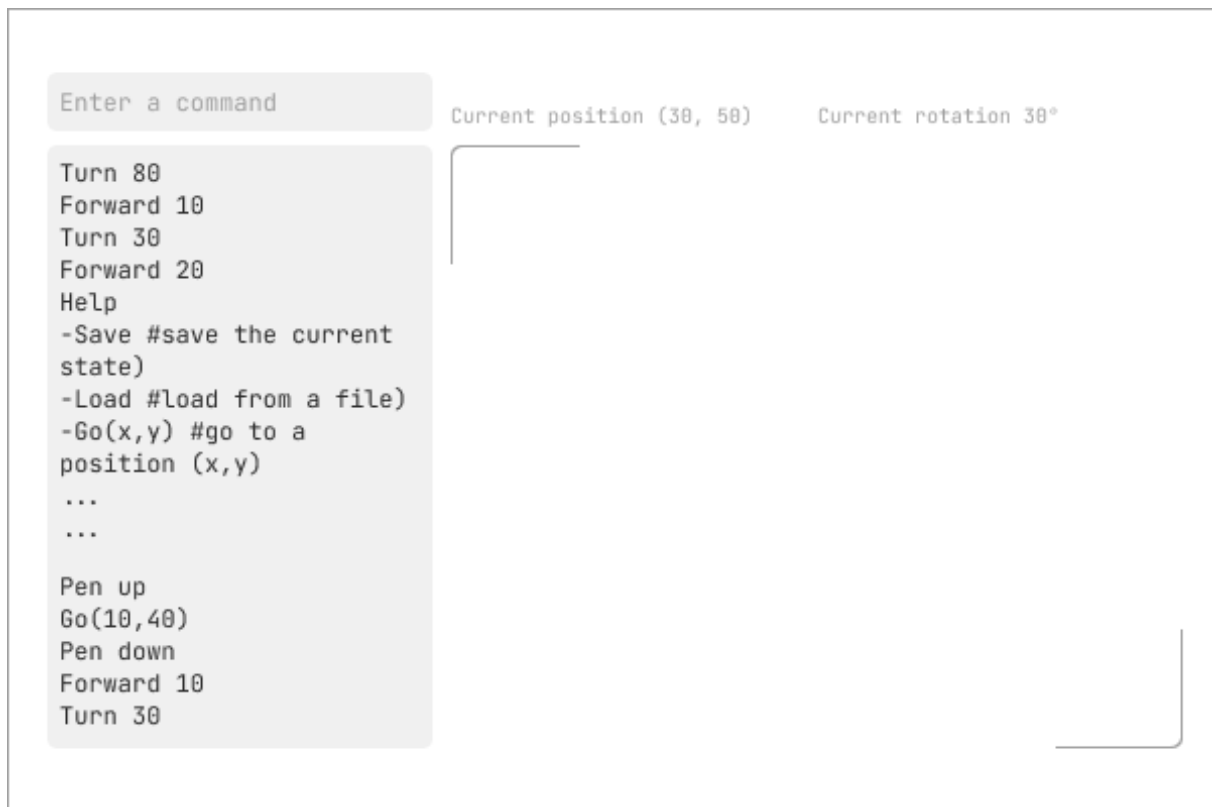 Enter a command
Current position (30, 50)
Current rotation 30°
Turn 80
Forward 10
Turn 30
Forward 20
Help
-Save #save the current
state)
-Load #load from a file)
-Go(x,y) #go to a
position (x,y)
...
...
Pen up
Go(10,40)
Pen down
Forward 10
Turn 30